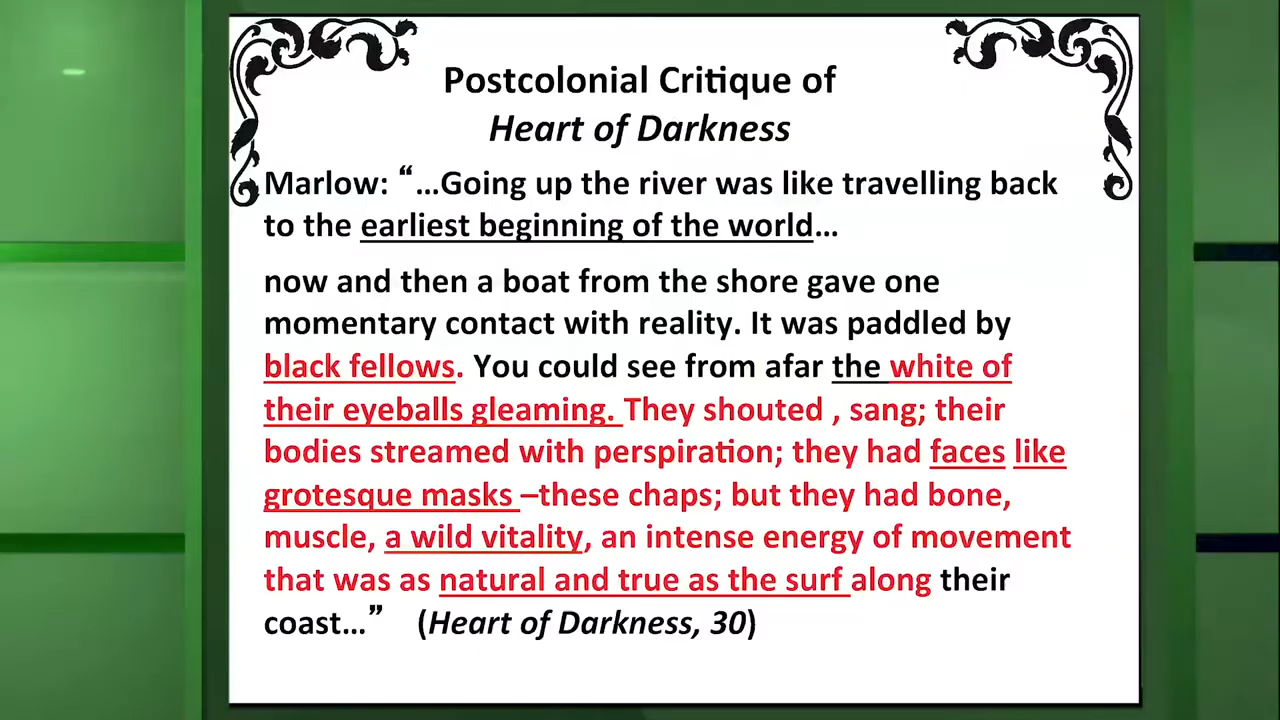 Postcolonial Critique of
Heart of Darkness
Marlow: “…Going up the river was like travelling back
to the earliest beginning of the world…
now and then a boat from the shore gave one
momentary contact with reality. It was paddled by
black fellows. You could see from afar the white of
their eyeballs gleaming. They shouted , sang; their
bodies streamed with perspiration; they had faces like
grotesque masks –these chaps; but they had bone,
muscle, a wild vitality, an intense energy of movement
that was as natural and true as the surf along their
coast…” (Heart of Darkness, 30)